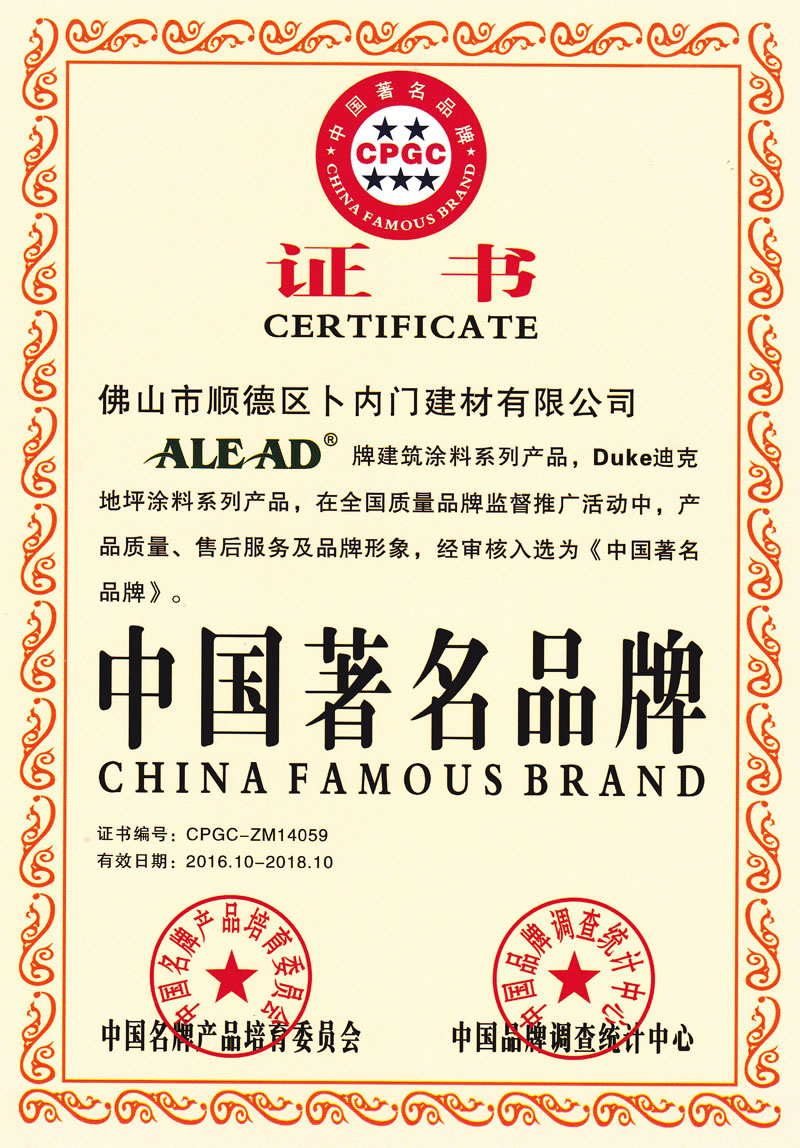 中国著名品牌
CPGC
CHINA FAMOUS BRAND
证 书
CERTIFICATE
佛山市顺德区卜内门建材有限公司
ALEAD® 牌建筑涂料系列产品，Duke迪克
地坪涂料系列产品，在全国质量品牌监督推广活动中，产
品质量、售后服务及品牌形象，经审核入选为《中国著名
品牌》。
中国著名品牌
CHINA FAMOUS BRAND
证书编号：CPGC-ZM14059
有效日期：2016.10-2018.10
中国名牌产品培育委员会
中国品牌调查统计中心
中国名牌产品培育委员会
中国品牌调查统计中心